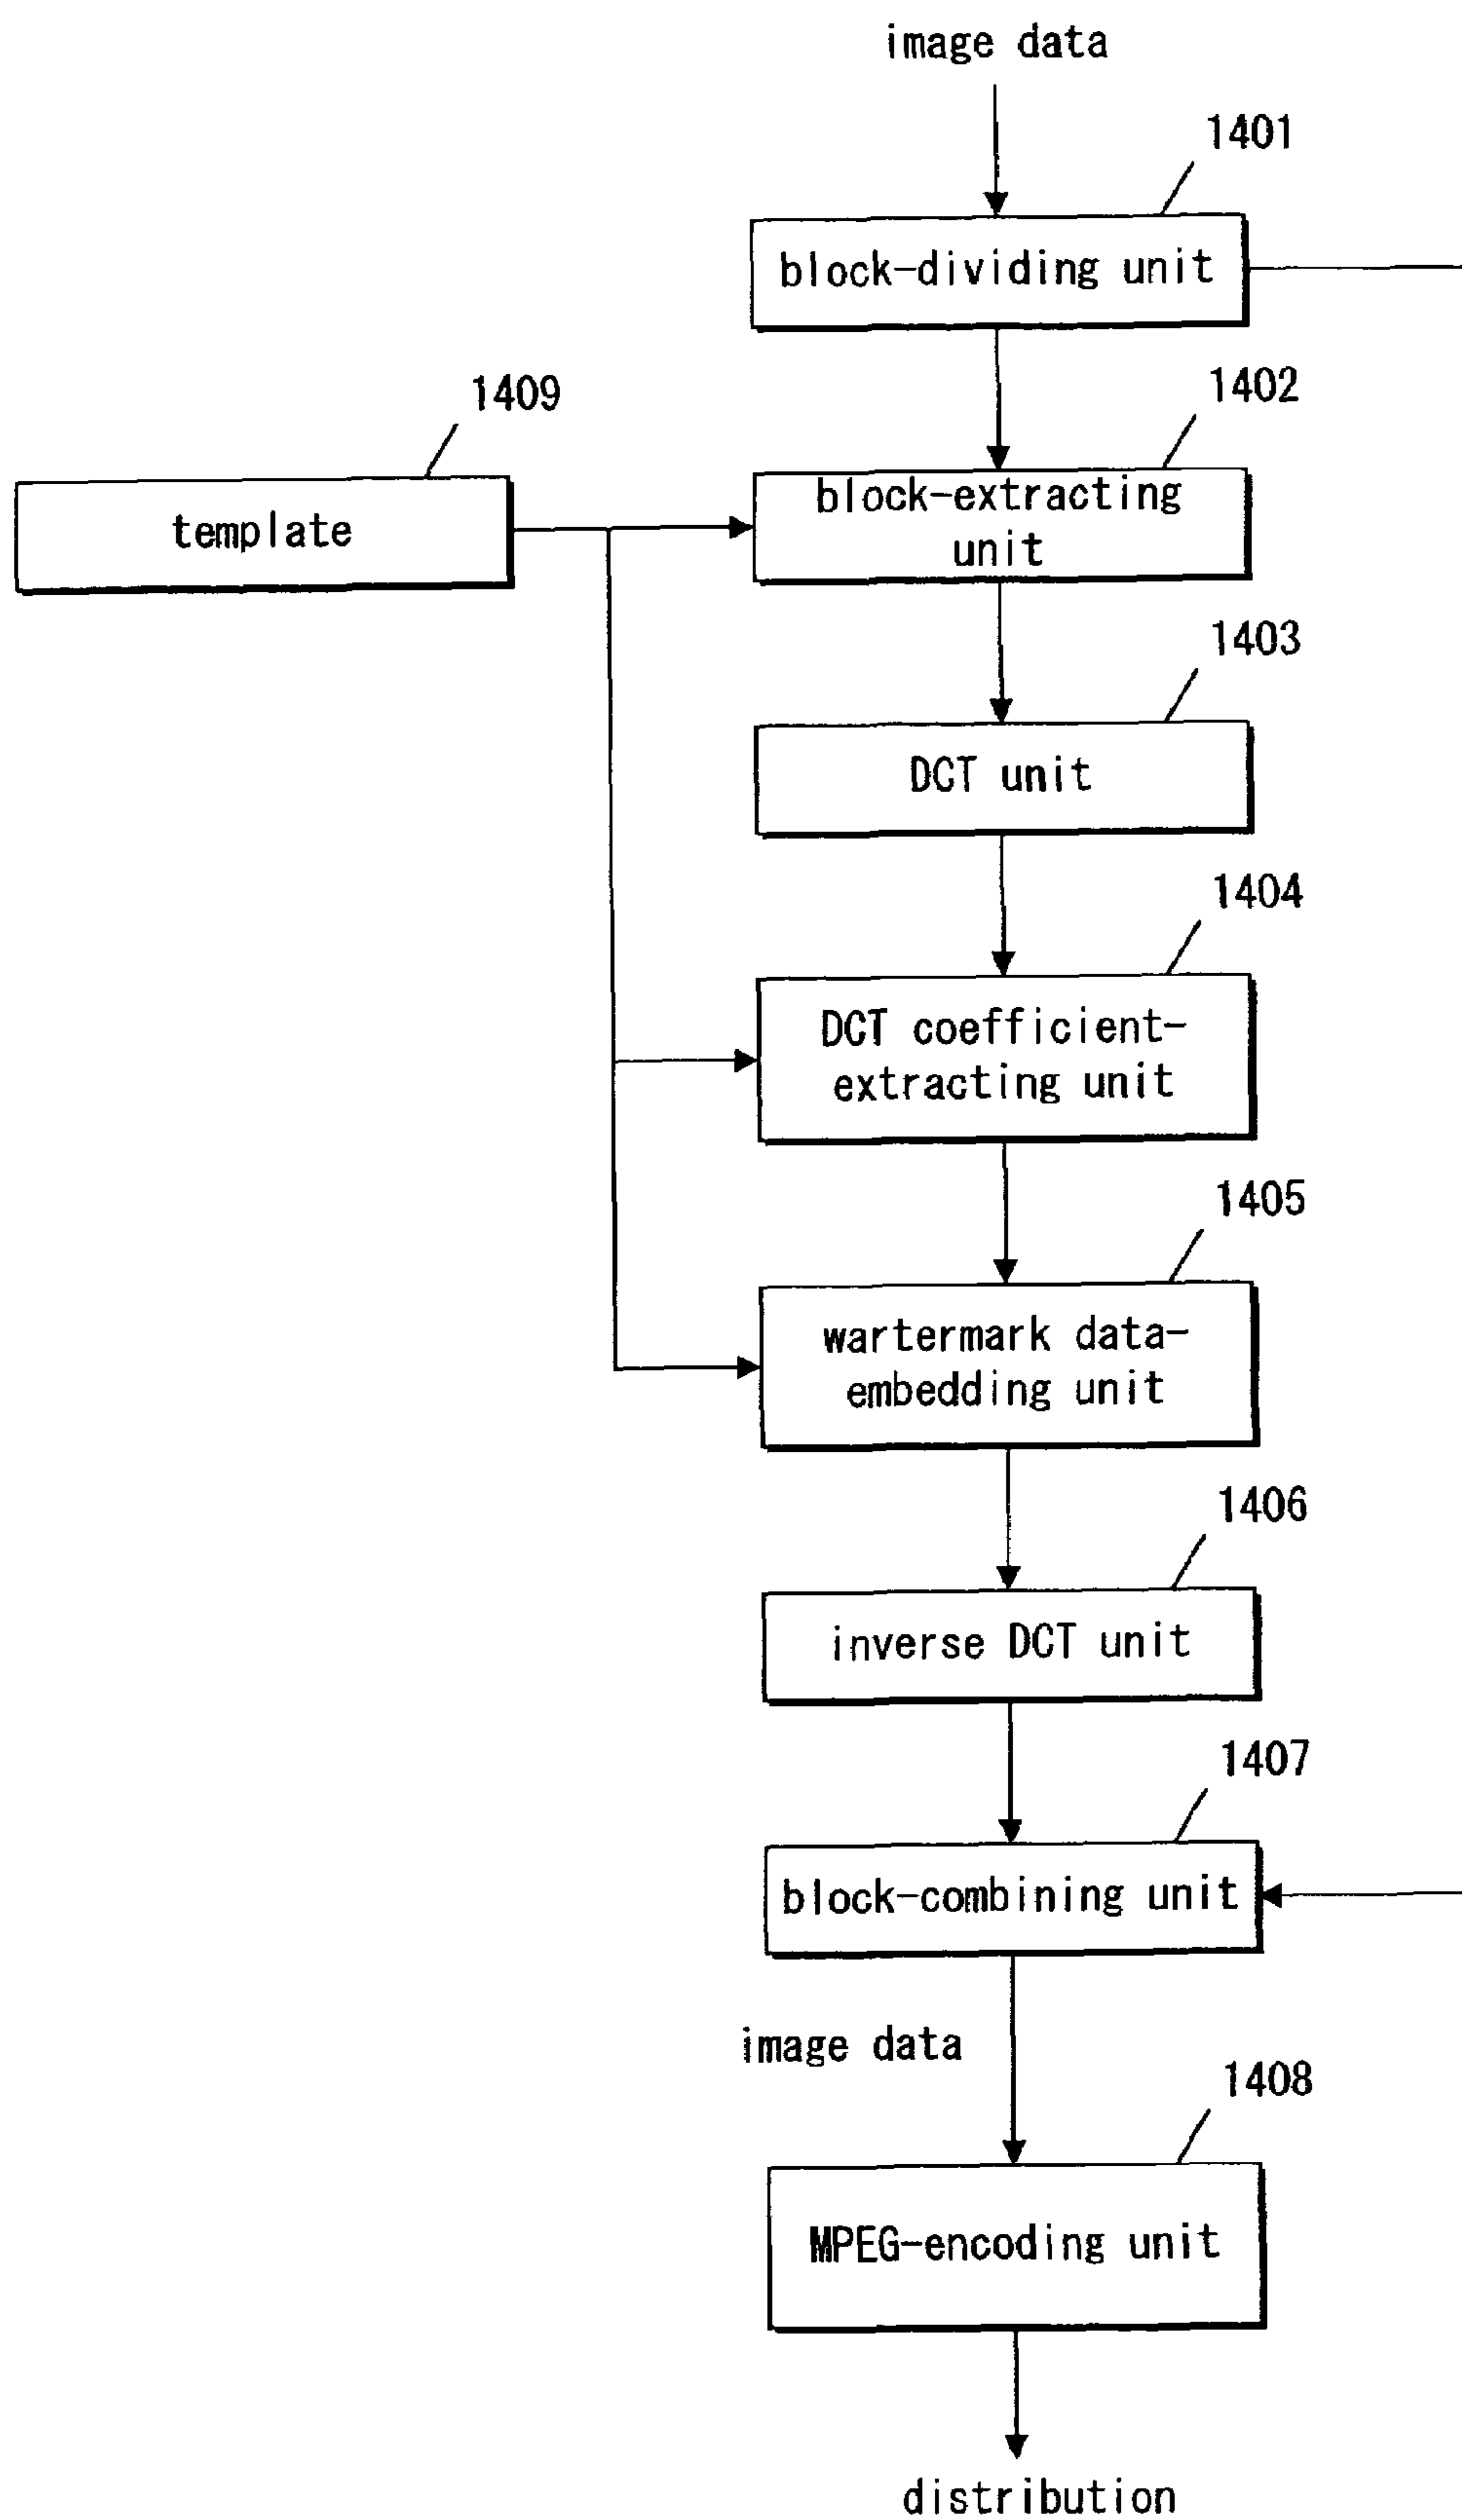 image data
1401
block-dividing unit
1409
1402
template
block-extracting
unit
1403
DCT unit
1404
DCT coefficient-
extracting unit
1405
wartermark data-
embedding unit
1406
inverse DCT unit
1407
block-combining unit
image data
1408
MPEG-encoding unit
distribution